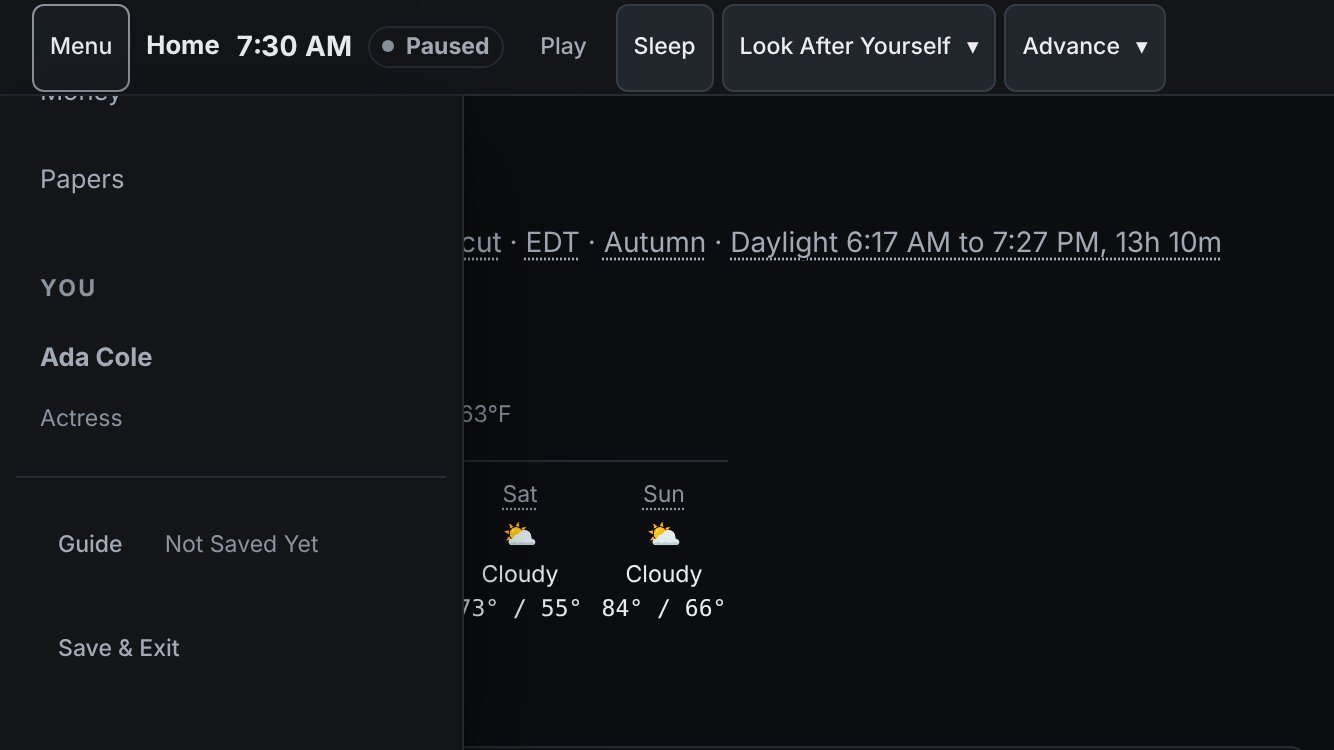 Menu
Home 7:30 AM Paused Play Sleep Look After Yourself Advance
Money
Papers
cut · EDT · Autumn · Daylight 6:17 AM to 7:27 PM, 13h 10m
YOU
Ada Cole
Actress
63°F
Sat Sun
Cloudy Cloudy
73° / 55° 84° / 66°
Guide Not Saved Yet
Save & Exit